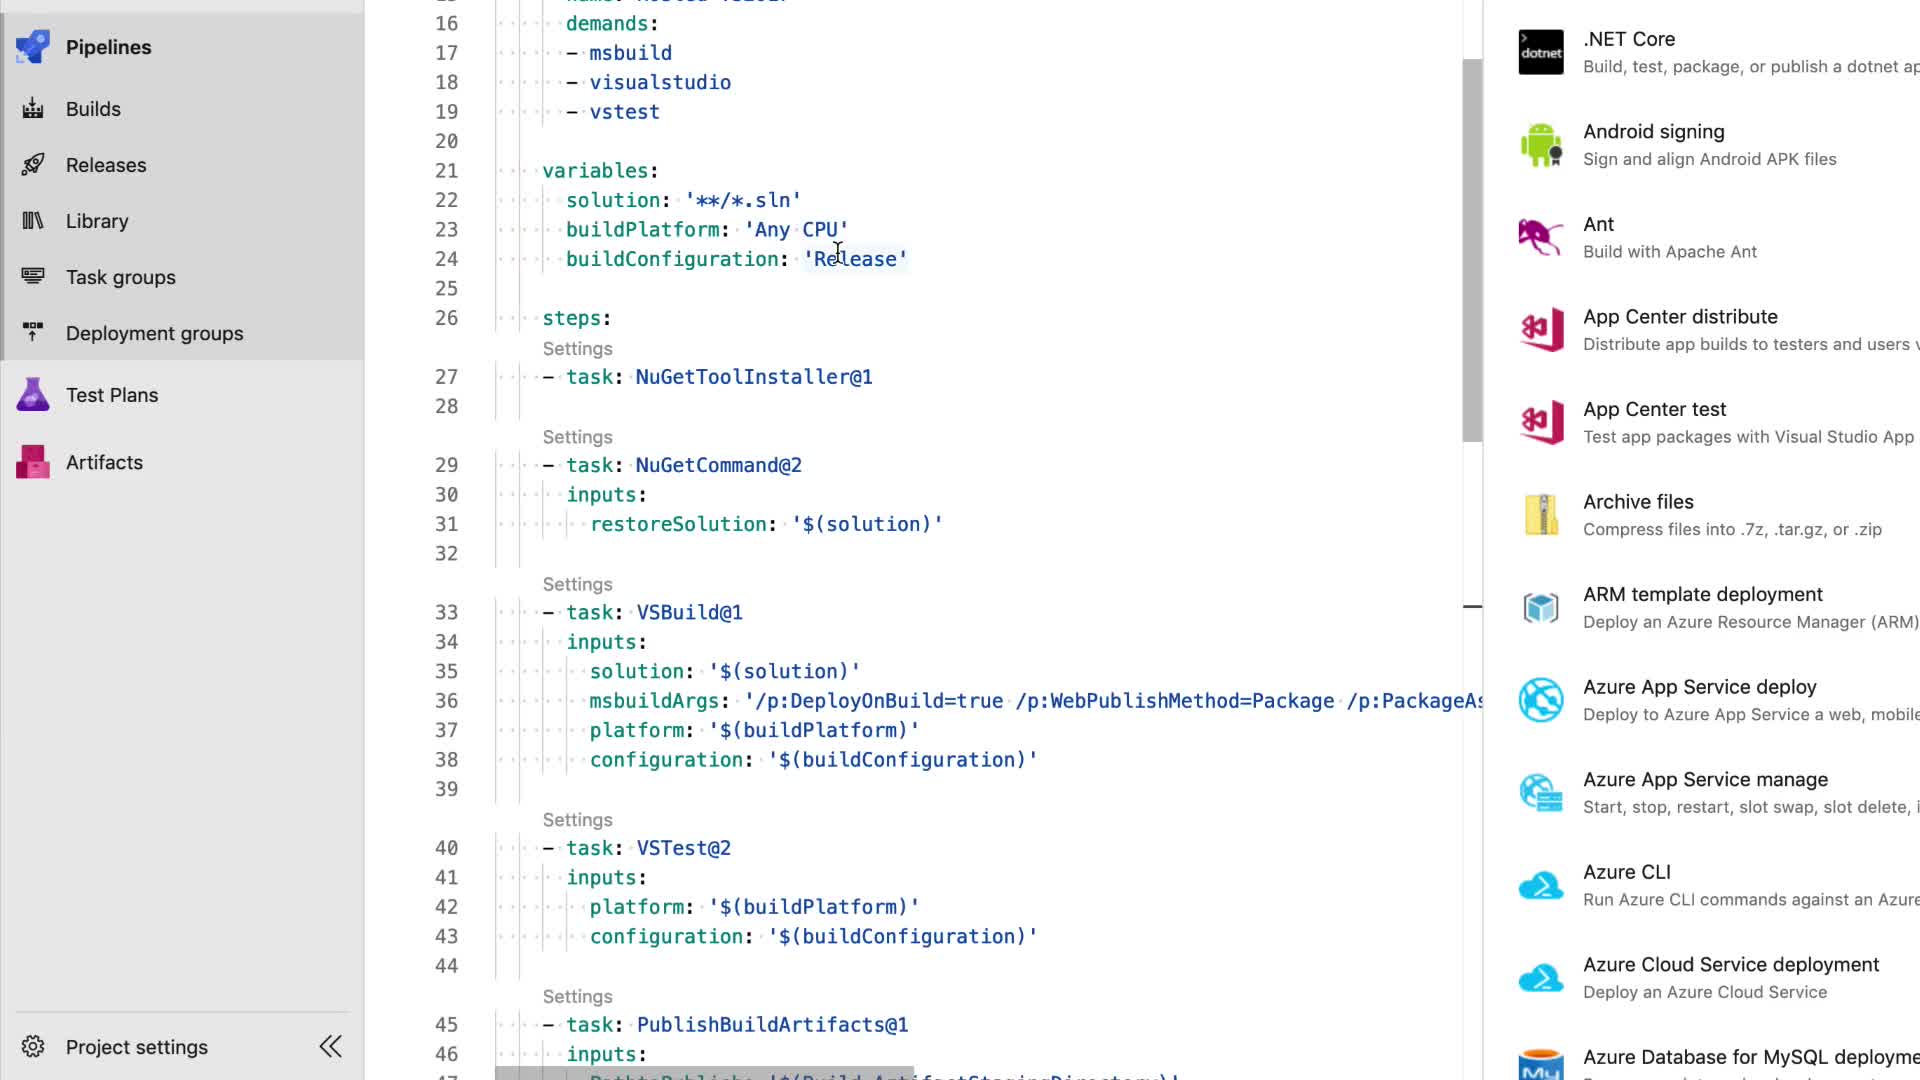 Pipelines
Builds
Releases
Library
Task groups
Deployment groups
Test Plans
Artifacts
Project settings
16 demands:
17 - msbuild
18 - visualstudio
19 - vstest
20
21 variables:
22 solution: '**/*.sln'
23 buildPlatform: 'Any CPU'
24 buildConfiguration: 'Release'
25
26 steps:
Settings
27 - task: NuGetToolInstaller@1
28
Settings
29 - task: NuGetCommand@2
30 inputs:
31 restoreSolution: '$(solution)'
32
Settings
33 - task: VSBuild@1
34 inputs:
35 solution: '$(solution)'
36 msbuildArgs: '/p:DeployOnBuild=true /p:WebPublishMethod=Package /p:PackageAs
37 platform: '$(buildPlatform)'
38 configuration: '$(buildConfiguration)'
39
Settings
40 - task: VSTest@2
41 inputs:
42 platform: '$(buildPlatform)'
43 configuration: '$(buildConfiguration)'
44
Settings
45 - task: PublishBuildArtifacts@1
46 inputs:
dotnet
.NET Core
Build, test, package, or publish a dotnet ap
Android signing
Sign and align Android APK files
Ant
Build with Apache Ant
App Center distribute
Distribute app builds to testers and users v
App Center test
Test app packages with Visual Studio App
Archive files
Compress files into .7z, .tar.gz, or .zip
ARM template deployment
Deploy an Azure Resource Manager (ARM)
Azure App Service deploy
Deploy to Azure App Service a web, mobile
Azure App Service manage
Start, stop, restart, slot swap, slot delete, i
Azure CLI
Run Azure CLI commands against an Azure
Azure Cloud Service deployment
Deploy an Azure Cloud Service
My
Azure Database for MySQL deployme